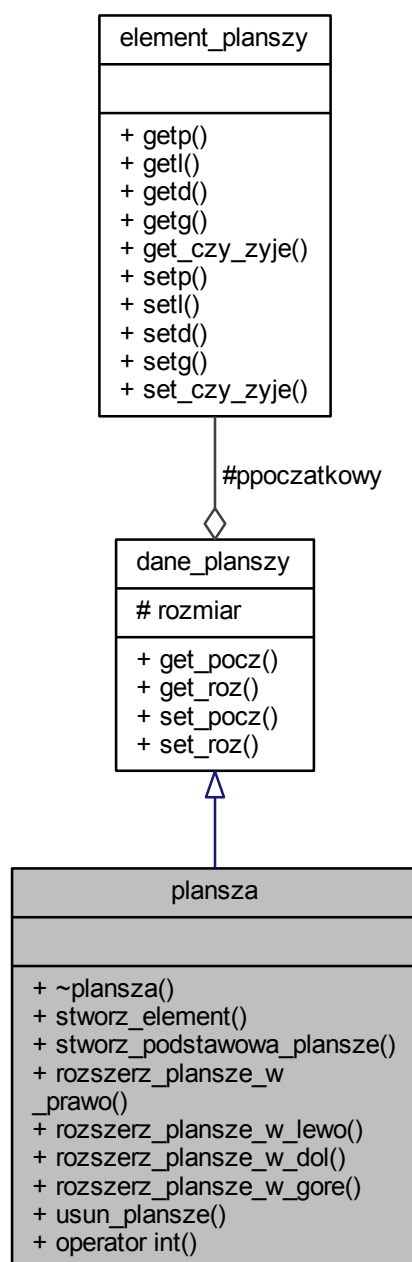 element_planszy
+ getp()
+ getl()
+ getd()
+ getg()
+ get_czy_zyje()
+ setp()
+ setl()
+ setd()
+ setg()
+ set_czy_zyje()
#ppoczatkowy
dane_planszy
# rozmiar
+ get_pocz()
+ get_roz()
+ set_pocz()
+ set_roz()
plansza
+ ~plansza()
+ stworz_element()
+ stworz_podstawowa_plansze()
+ rozszerz_plansze_w
_prawo()
+ rozszerz_plansze_w_lewo()
+ rozszerz_plansze_w_dol()
+ rozszerz_plansze_w_gore()
+ usun_plansze()
+ operator int()